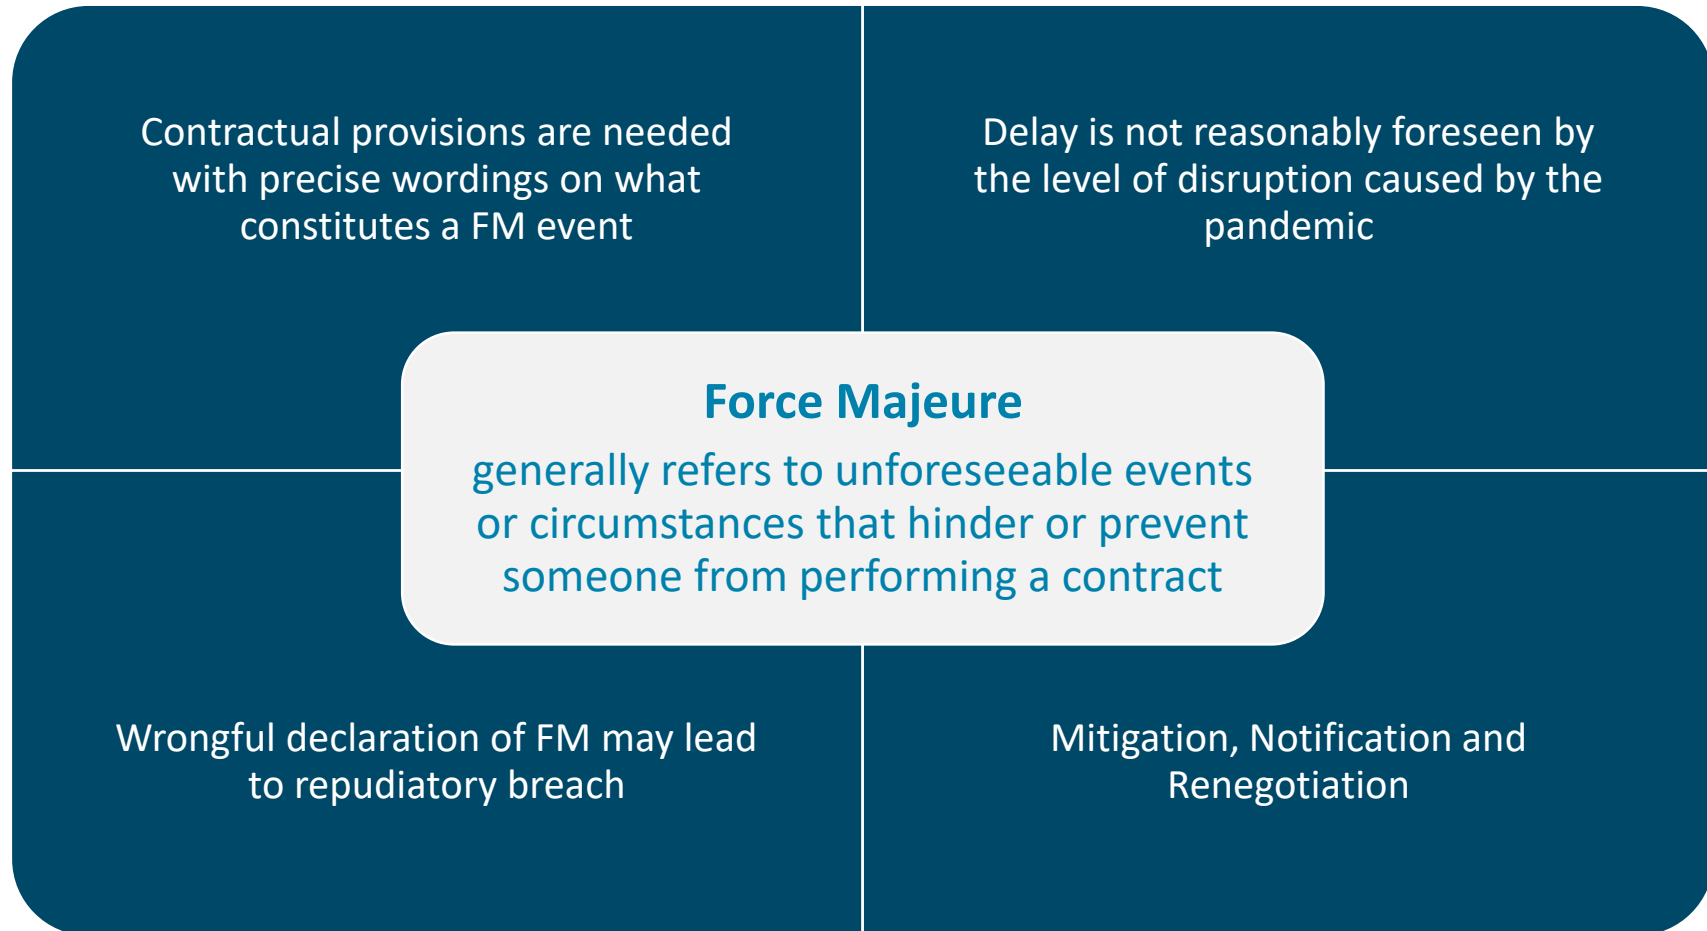 Contractual provisions are needed
with precise wordings on what
constitutes a FM event
Delay is not reasonably foreseen by
the level of disruption caused by the
pandemic
Force Majeure
generally refers to unforeseeable events
or circumstances that hinder or prevent
someone from performing a contract
Wrongful declaration of FM may lead
to repudiatory breach
Mitigation, Notification and
Renegotiation